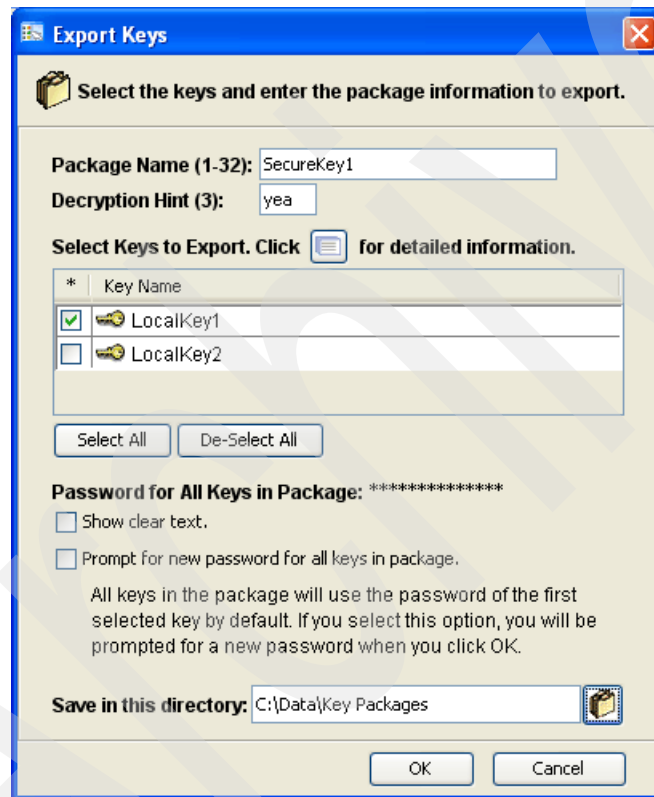 Export Keys
Select the keys and enter the package information to export.
Package Name (1-32): SecureKey1
Decryption Hint (3): yea
Select Keys to Export. Click for detailed information.
* Key Name
LocalKey1
LocalKey2
Select All De-Select All
Password for All Keys in Package: **************
Show clear text.
Prompt for new password for all keys in package.
All keys in the package will use the password of the first
selected key by default. If you select this option, you will be
prompted for a new password when you click OK.
Save in this directory: C:\Data\Key Packages
OK Cancel